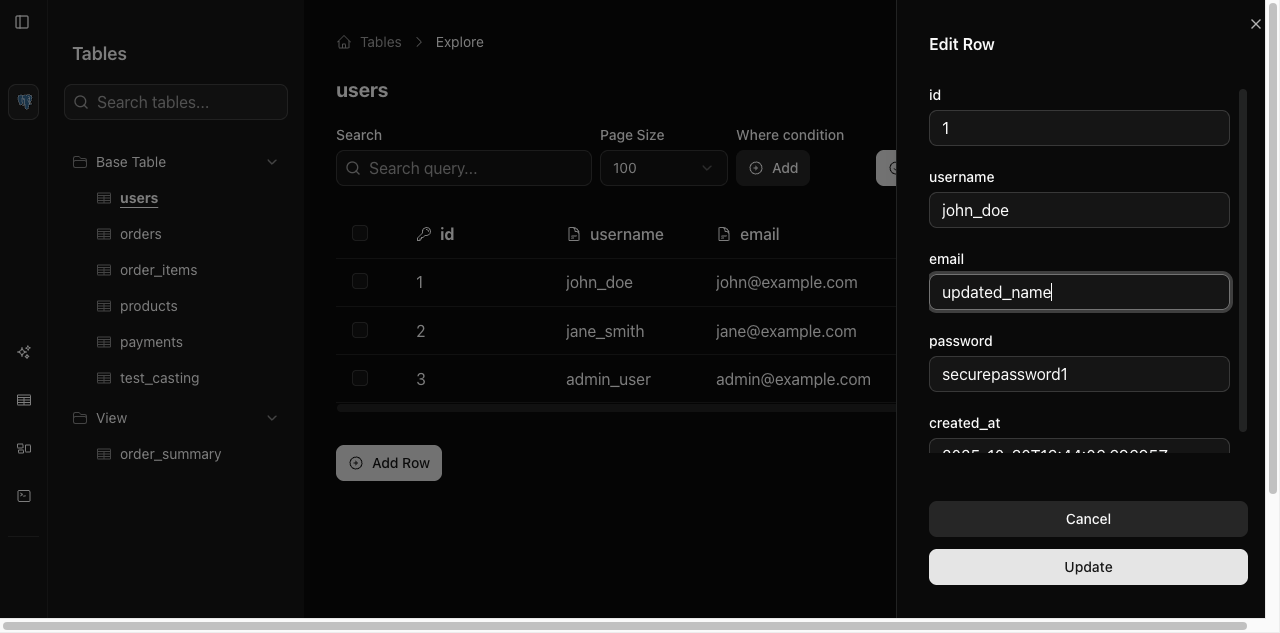 Tables
Search tables...
Base Table
users
orders
order_items
products
payments
test_casting
View
order_summary
Tables
Explore
users
Search
Page Size
Where condition
Search query...
100
Add
id
username
email
1
john_doe
john@example.com
2
jane_smith
jane@example.com
3
admin_user
admin@example.com
Add Row
Edit Row
id
1
username
john_doe
email
updated_name
password
securepassword1
created_at
Cancel
Update